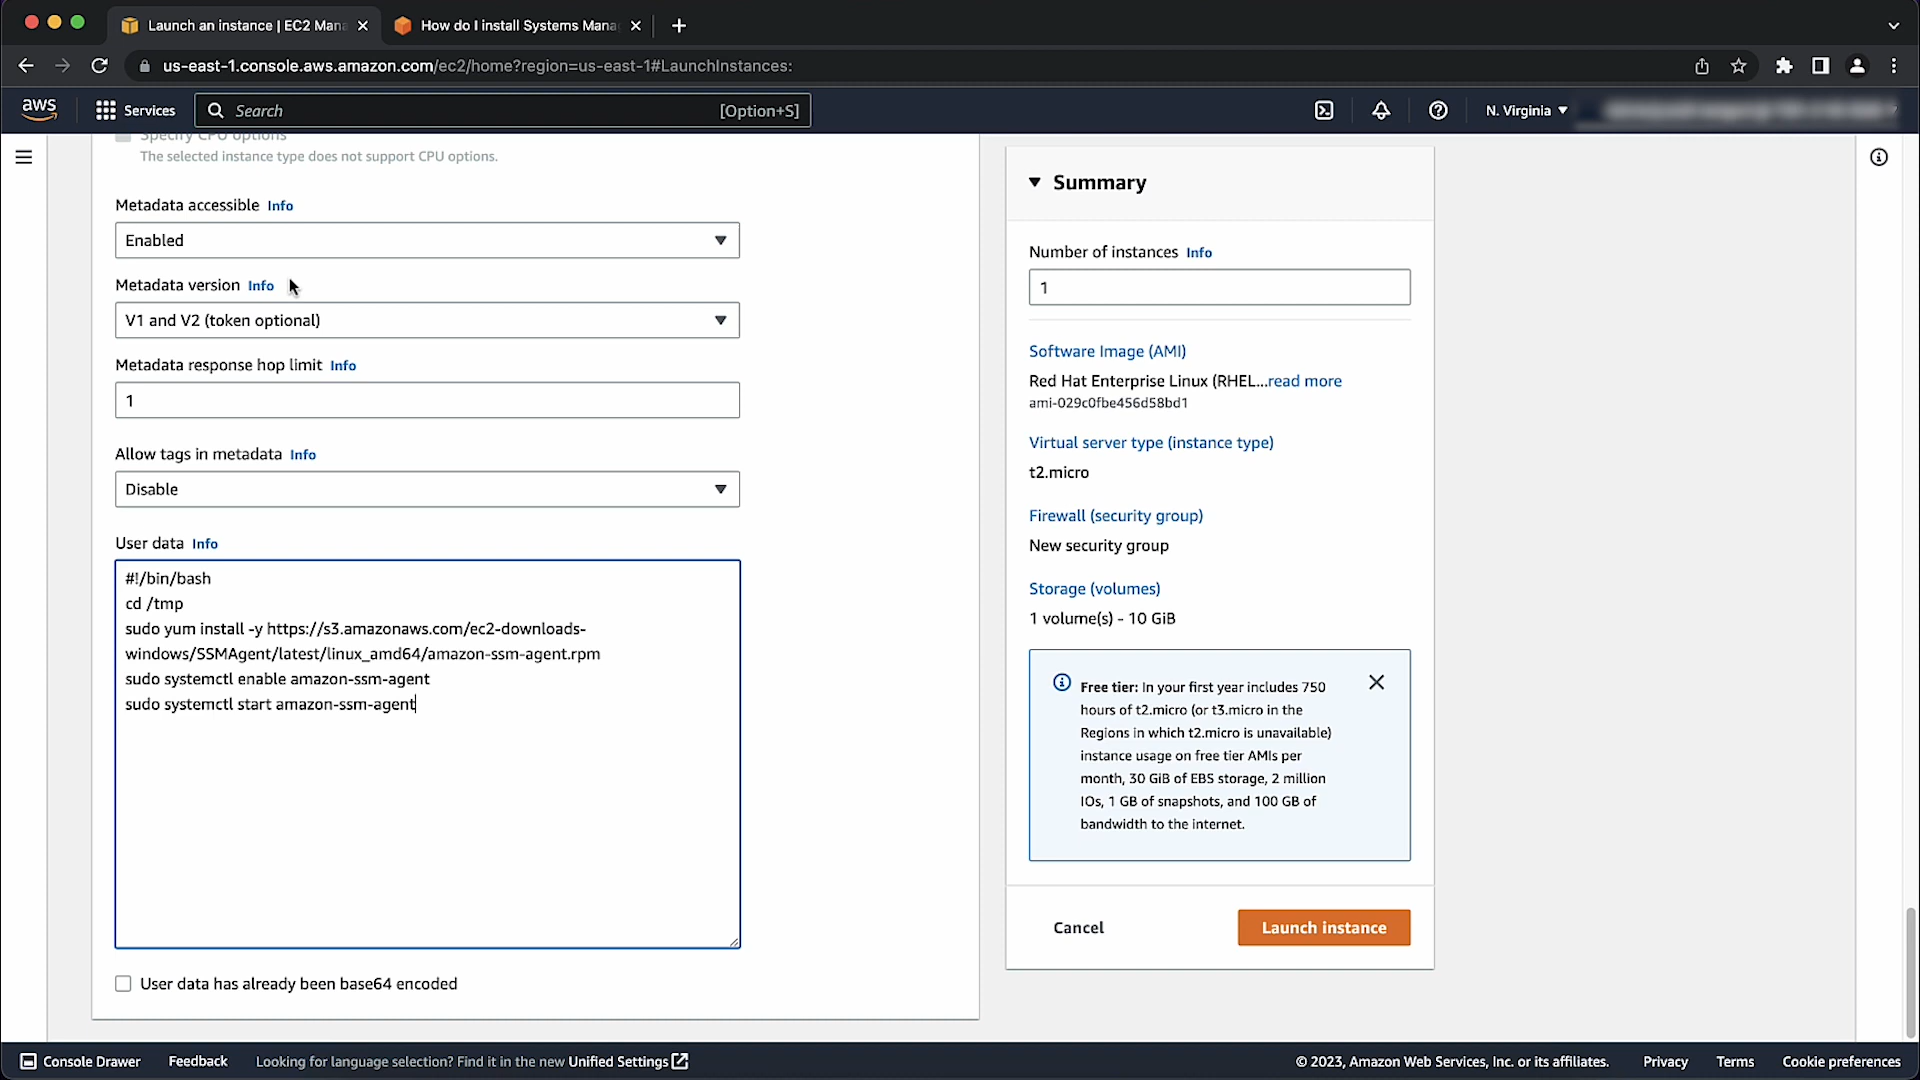 Launch an instance | EC2 Mana
How do I install Systems Mana
us-east-1.console.aws.amazon.com/ec2/home?region=us-east-1#LaunchInstances:
aws
Services
Search
[Option+S]
N. Virginia
Specify CPU options
The selected instance type does not support CPU options.
Metadata accessible Info
Enabled
Metadata version Info
V1 and V2 (token optional)
Metadata response hop limit Info
1
Allow tags in metadata Info
Disable
User data Info
#!/bin/bash
cd /tmp
sudo yum install -y https://s3.amazonaws.com/ec2-downloads-
windows/SSMAgent/latest/linux_amd64/amazon-ssm-agent.rpm
sudo systemctl enable amazon-ssm-agent
sudo systemctl start amazon-ssm-agent
User data has already been base64 encoded
Summary
Number of instances Info
1
Software Image (AMI)
Red Hat Enterprise Linux (RHEL...read more
ami-029c0fbe456d58bd1
Virtual server type (instance type)
t2.micro
Firewall (security group)
New security group
Storage (volumes)
1 volume(s) - 10 GiB
Free tier: In your first year includes 750
hours of t2.micro (or t3.micro in the
Regions in which t2.micro is unavailable)
instance usage on free tier AMIs per
month, 30 GiB of EBS storage, 2 million
IOs, 1 GB of snapshots, and 100 GB of
bandwidth to the internet.
Cancel
Launch instance
Console Drawer
Feedback
Looking for language selection? Find it in the new Unified Settings
© 2023, Amazon Web Services, Inc. or its affiliates.
Privacy
Terms
Cookie preferences